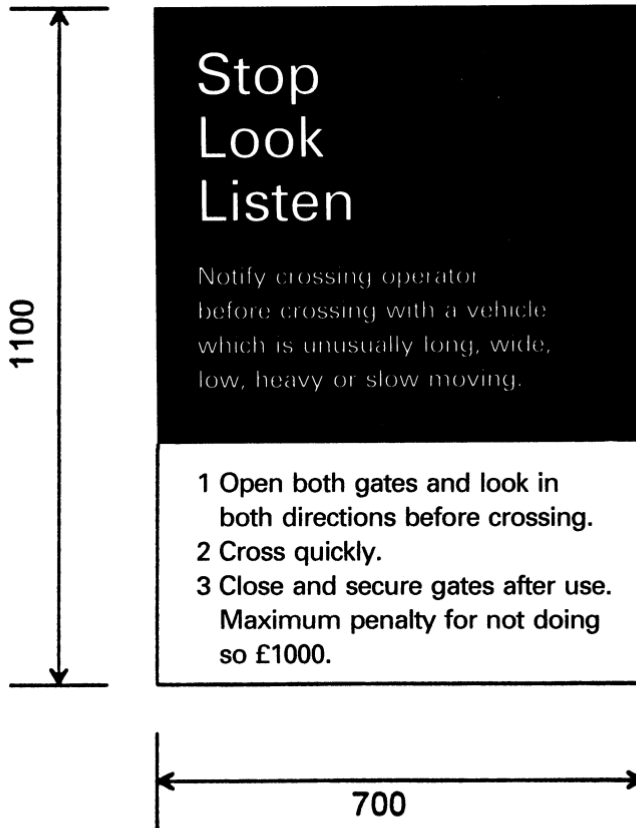 Stop
Look
Listen
Notify crossing operator
before crossing with a vehicle
which is unusually long, wide,
low, heavy or slow moving.
1 Open both gates and look in
both directions before crossing.
2 Cross quickly.
3 Close and secure gates after use.
Maximum penalty for not doing
so £1000.
1100
700